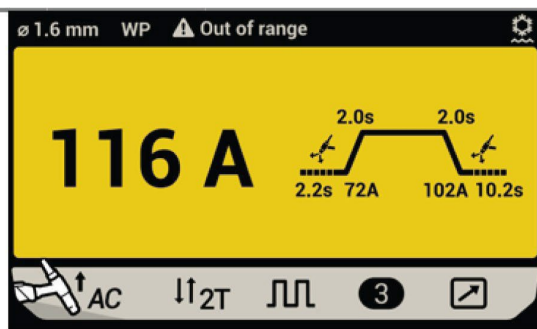 ø 1.6 mm WP Out of range
2.0s 2.0s
116 A
2.2s 72A 102A 10.2s
AC 2T 3